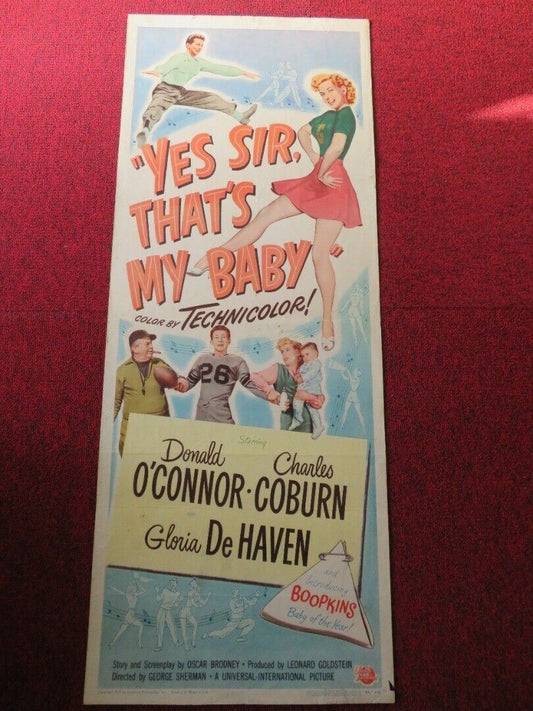 "YES SIR,
THAT'S
MY BABY"
COLOR BY TECHNICOLOR!
26
Starring
Donald
O'CONNOR · Charles
COBURN
Gloria De HAVEN
and
Introducing
BOOPKINS
Baby of the Year!
Story and Screenplay by OSCAR BRODNEY • Produced by LEONARD GOLDSTEIN
Directed by GEORGE SHERMAN • A UNIVERSAL-INTERNATIONAL PICTURE